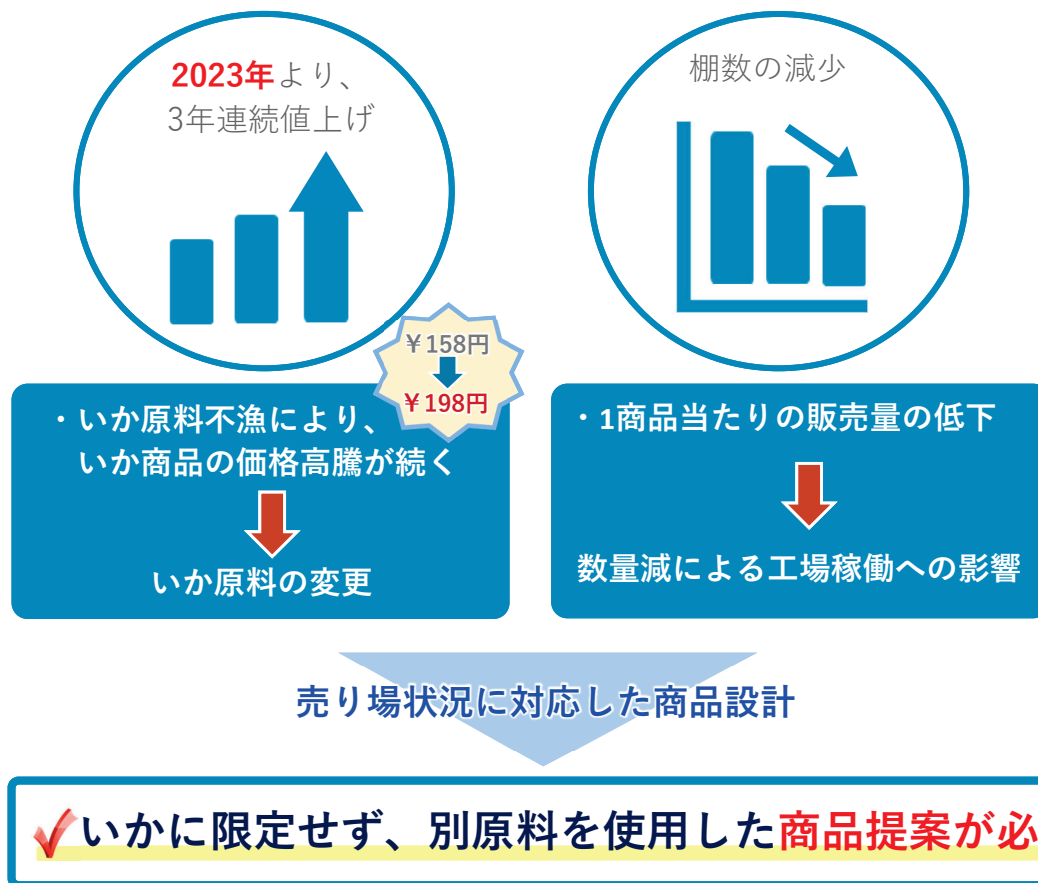 2023年より、
3年連続値上げ
棚数の減少
￥158円
￥198円
・いか原料不漁により、
いか商品の価格高騰が続く
いか原料の変更
・1商品当たりの販売量の低下
数量減による工場稼働への影響
売り場状況に対応した商品設計
いかに限定せず、別原料を使用した商品提案が必